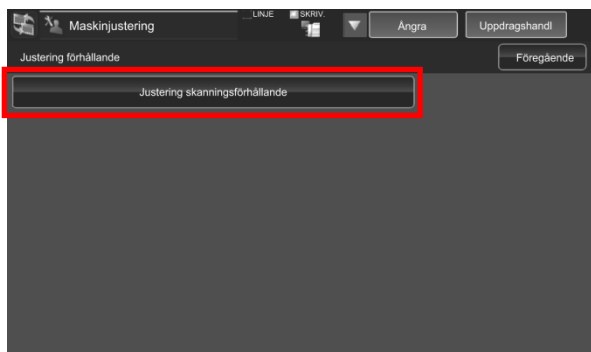 Maskinjustering
LINJE SKRIV.
Ångra
Uppdragshandl
Justering förhållande
Föregående
Justering skanningsförhållande